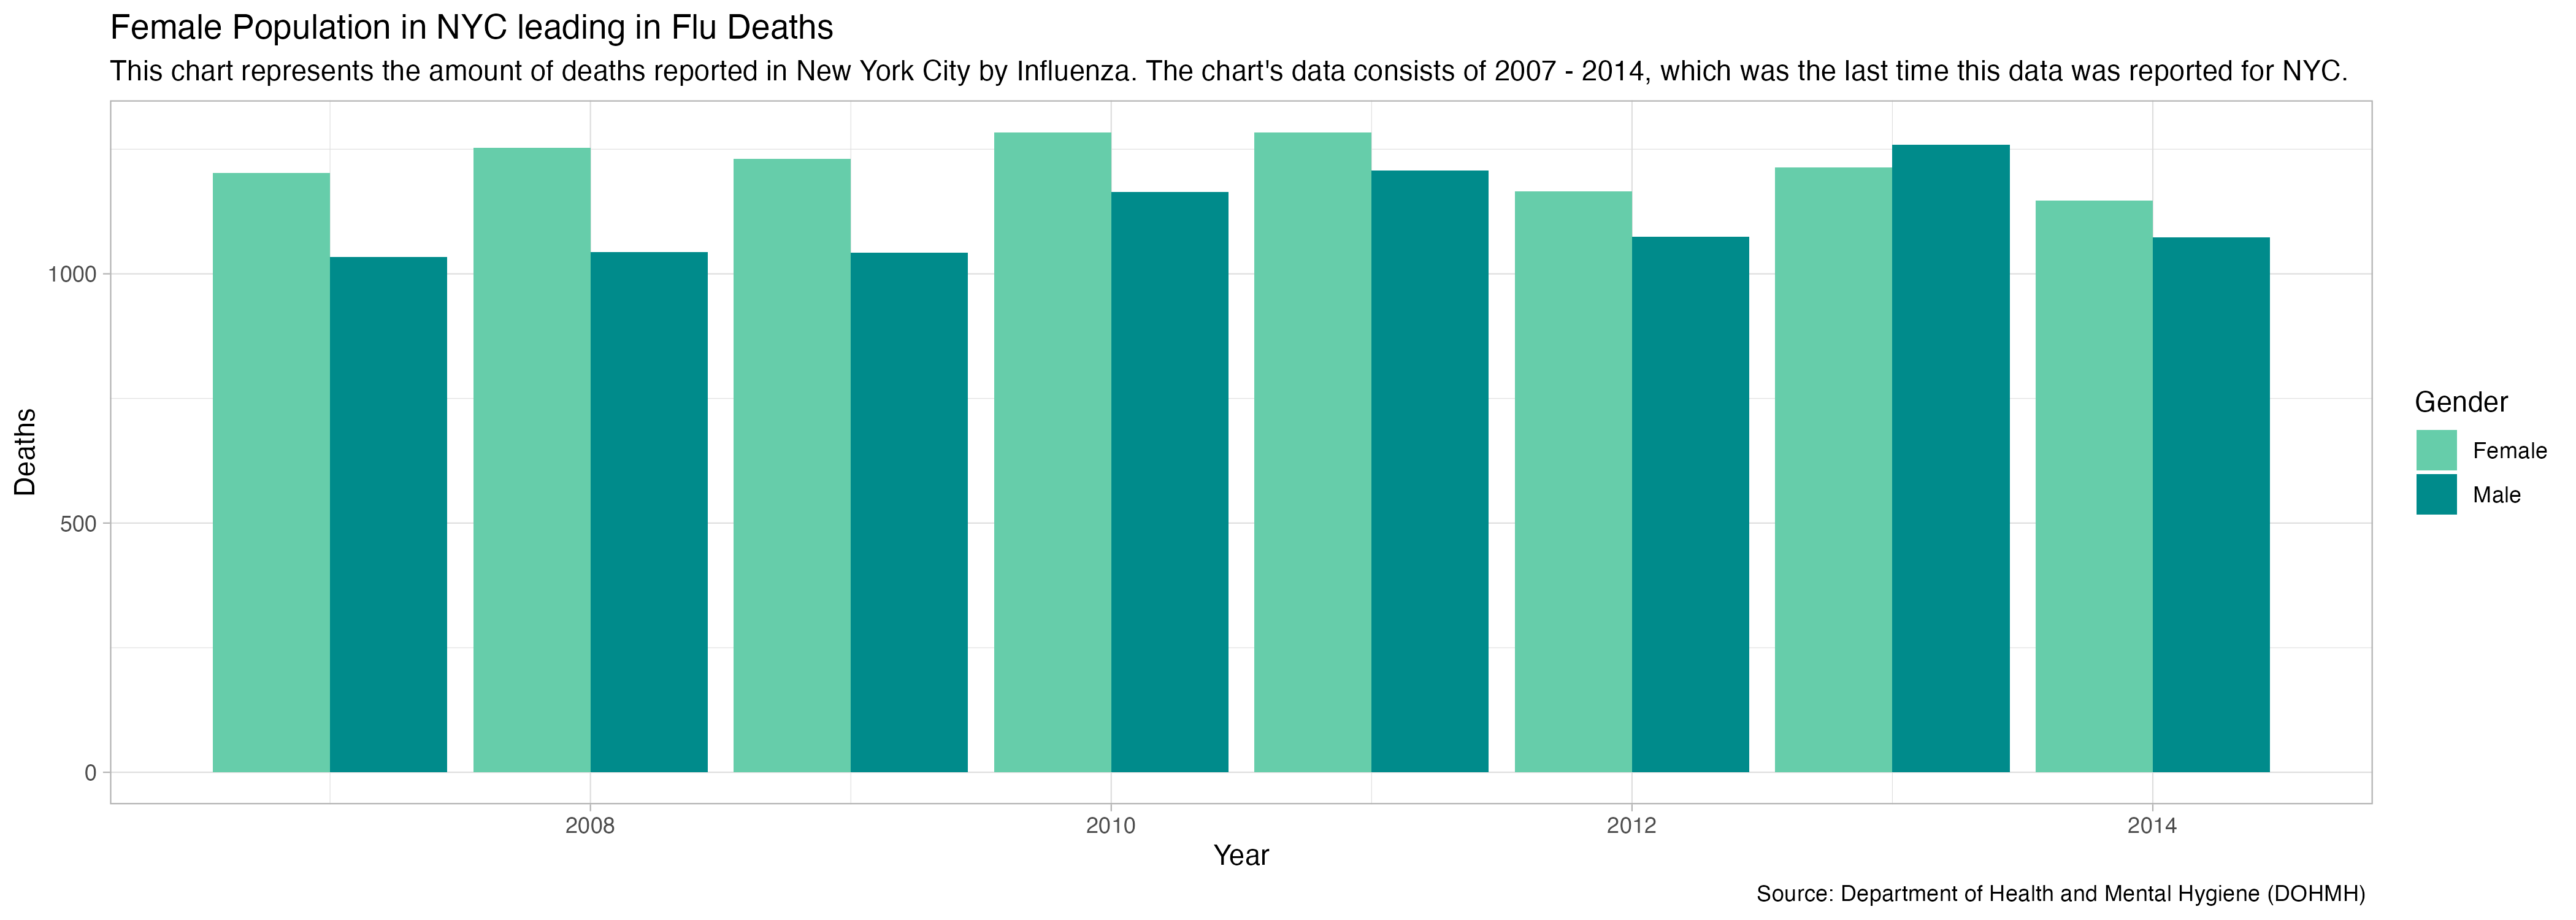 Female Population in NYC leading in Flu Deaths
This chart represents the amount of deaths reported in New York City by Influenza. The chart's data consists of 2007 - 2014, which was the last time this data was reported for NYC.
1000
500
0
Deaths
2008 2010 2012 2014
Year
Gender
Female
Male
Source: Department of Health and Mental Hygiene (DOHMH)